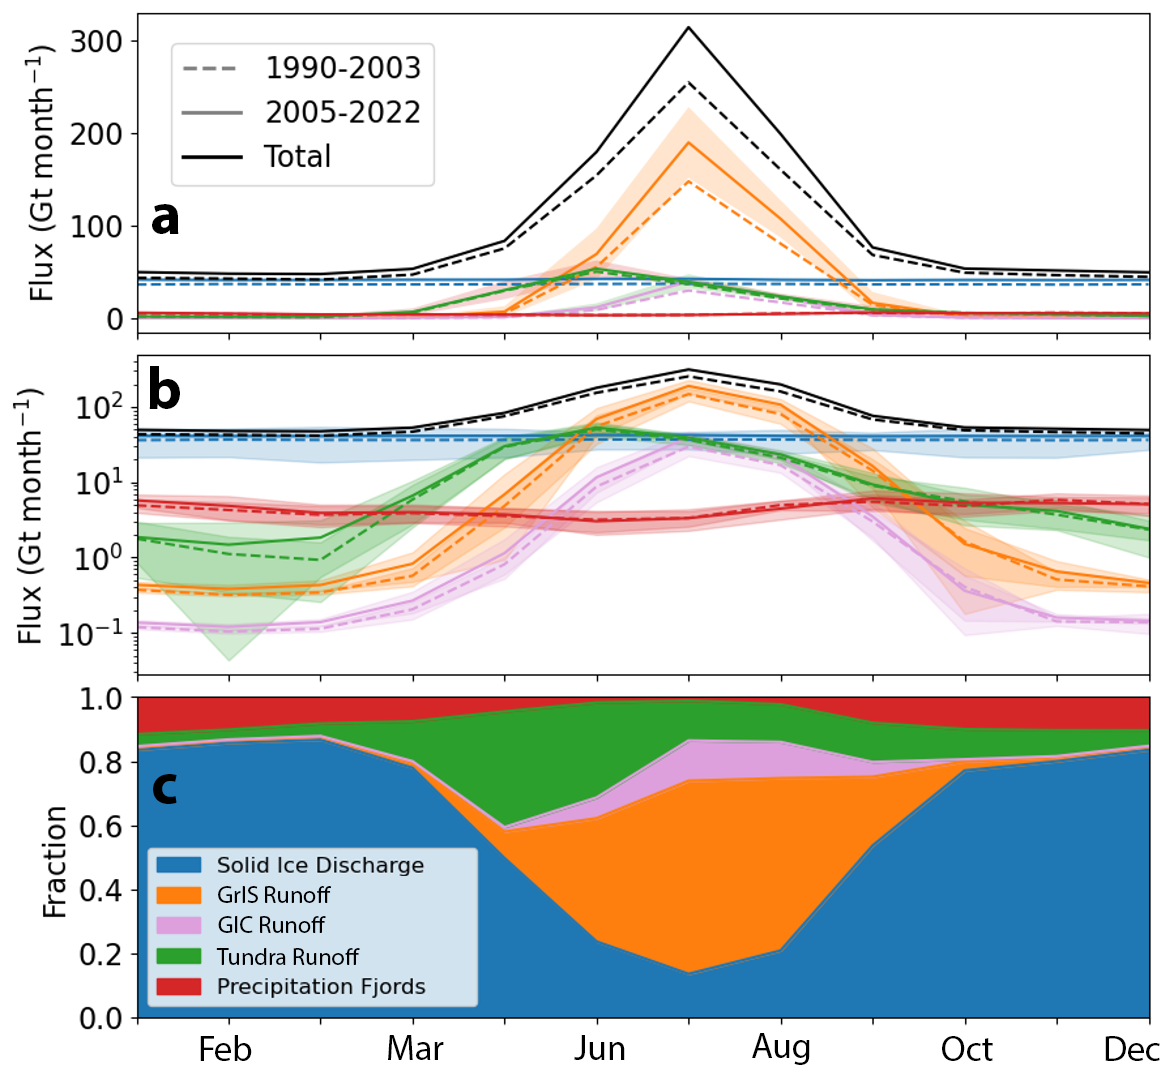 300
200
100
0
Flux (Gt month⁻¹)
1990-2003
2005-2022
Total
a
10²
10¹
10⁰
10⁻¹
Flux (Gt month⁻¹)
b
1.0
0.8
0.6
0.4
0.2
0.0
Fraction
c
Solid Ice Discharge
GrIS Runoff
GIC Runoff
Tundra Runoff
Precipitation Fjords
Feb Mar Jun Aug Oct Dec